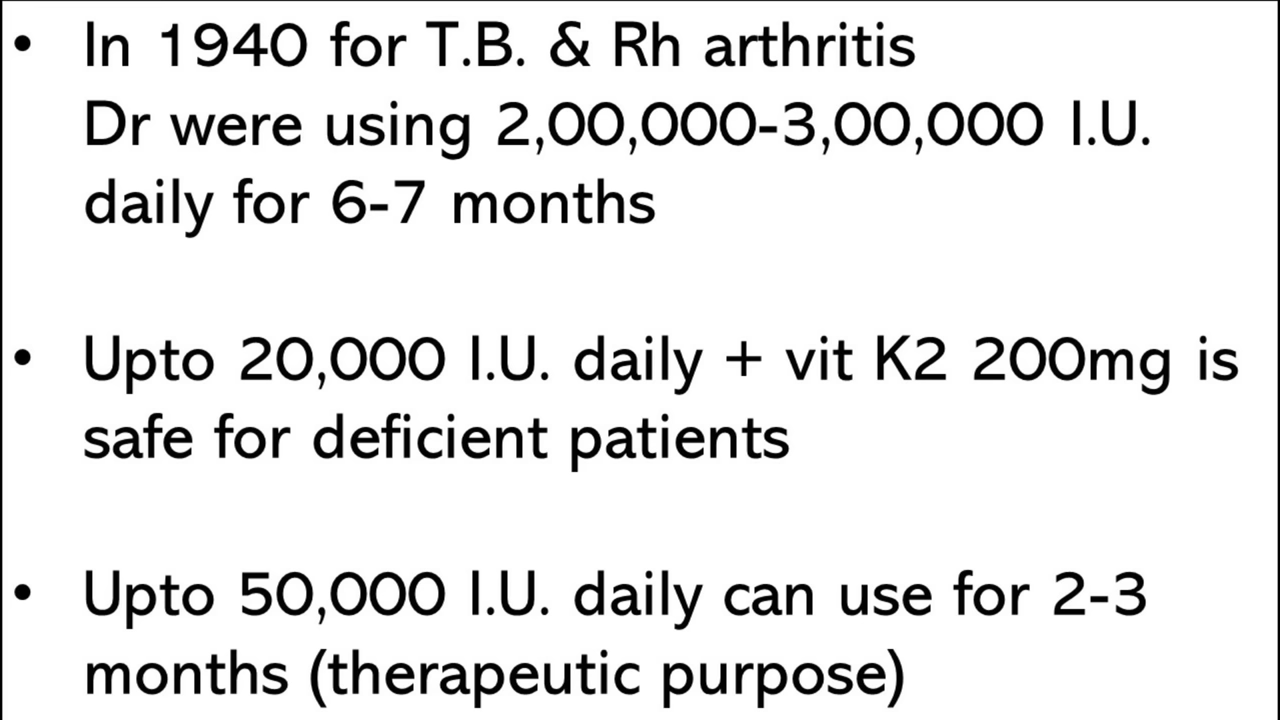 • In 1940 for T.B. & Rh arthritis
Dr were using 2,00,000-3,00,000 I.U.
daily for 6-7 months
• Upto 20,000 I.U. daily + vit K2 200mg is
safe for deficient patients
• Upto 50,000 I.U. daily can use for 2-3
months (therapeutic purpose)